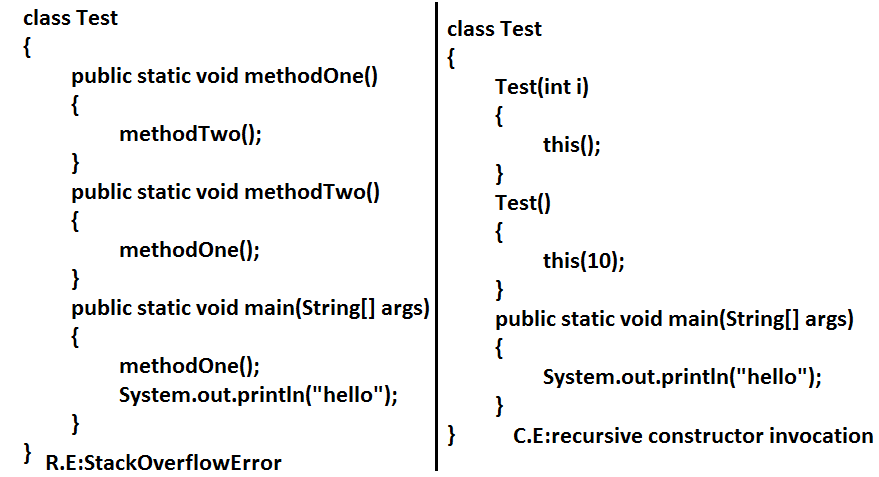 class Test
{
public static void methodOne()
{
methodTwo();
}
public static void methodTwo()
{
methodOne();
}
public static void main(String[] args)
{
methodOne();
System.out.println("hello");
}
}
R.E:StackOverflowError
class Test
{
Test(int i)
{
this();
}
Test()
{
this(10);
}
public static void main(String[] args)
{
System.out.println("hello");
}
}
C.E:recursive constructor invocation